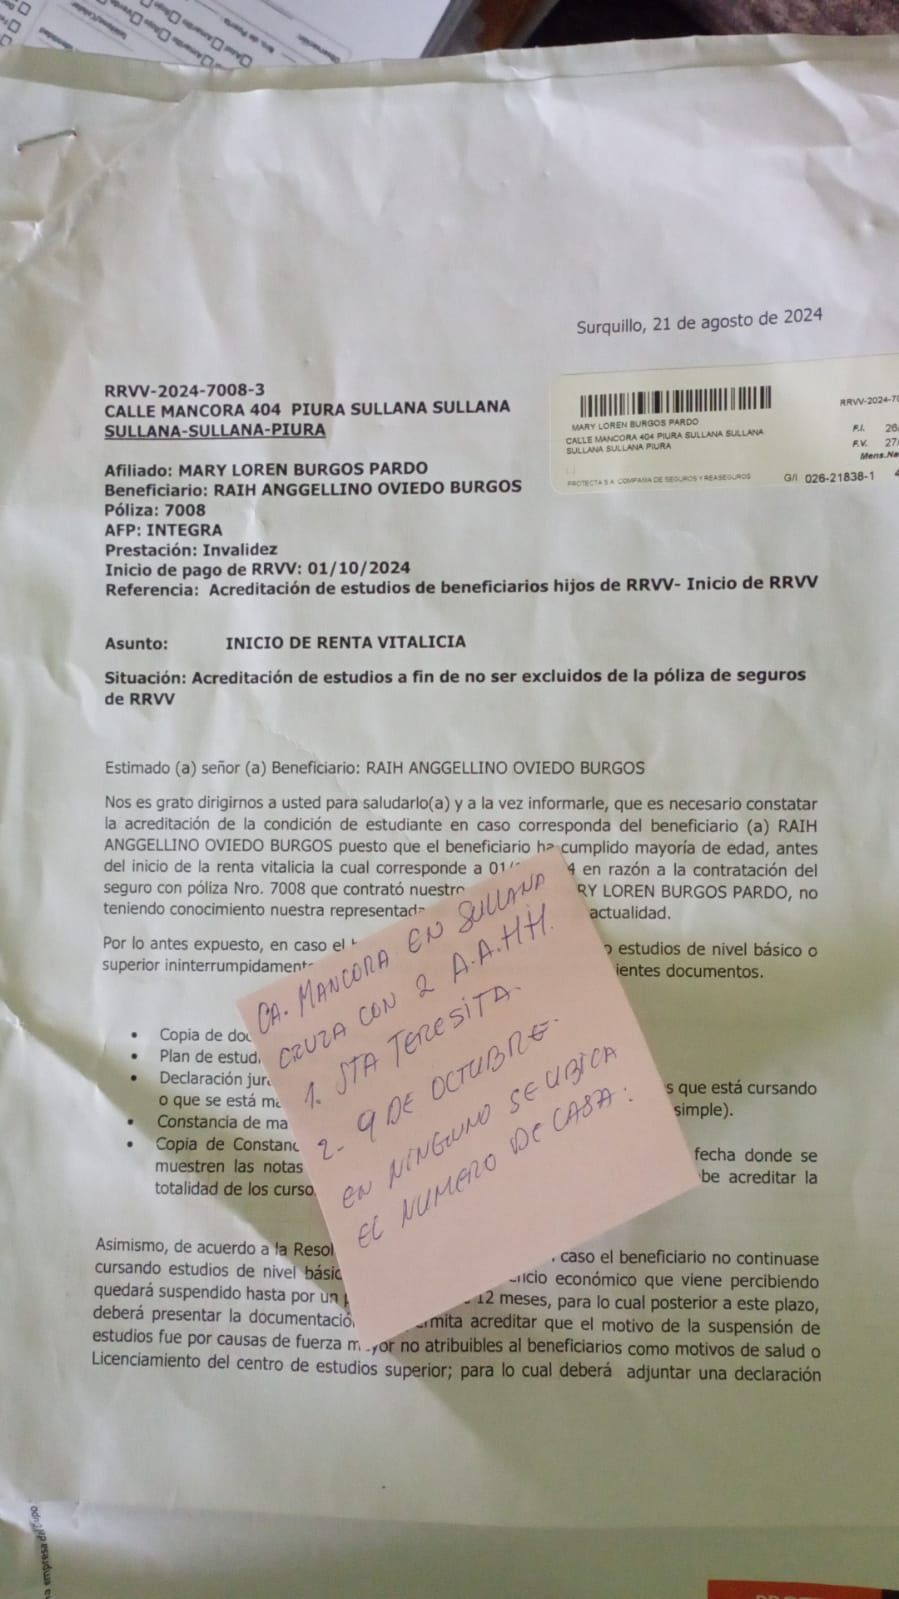 Surquillo, 21 de agosto de 2024
RRVV-2024-7008-3
CALLE MANCORA 404 PIURA SULLANA SULLANA
SULLANA-SULLANA-PIURA
MARY LOREN BURGOS PARDO
CALLE MANCORA 404 PIURA SULLANA SULLANA
SULLANA SULLANA PIURA
PROTECTA S.A. COMPAÑIA DE SEGUROS Y REASEGUROS
RRVV-2024-70
F.I. 26/
F.V. 27/
Mens.Na
G/I 026-21838-1
Afiliado: MARY LOREN BURGOS PARDO
Beneficiario: RAIH ANGGELLINO OVIEDO BURGOS
Póliza: 7008
AFP: INTEGRA
Prestación: Invalidez
Inicio de pago de RRVV: 01/10/2024
Referencia: Acreditación de estudios de beneficiarios hijos de RRVV- Inicio de RRVV
Asunto: INICIO DE RENTA VITALICIA
Situación: Acreditación de estudios a fin de no ser excluidos de la póliza de seguros
de RRVV
Estimado (a) señor (a) Beneficiario: RAIH ANGGELLINO OVIEDO BURGOS
Nos es grato dirigirnos a usted para saludarlo(a) y a la vez informarle, que es necesario constatar
la acreditación de la condición de estudiante en caso corresponda del beneficiario (a) RAIH
ANGGELLINO OVIEDO BURGOS puesto que el beneficiario ha cumplido mayoría de edad, antes
del inicio de la renta vitalicia la cual corresponde a 01/ 4 en razón a la contratación del
seguro con póliza Nro. 7008 que contrató nuestro RY LOREN BURGOS PARDO, no
teniendo conocimiento nuestra representada actualidad.
Por lo antes expuesto, en caso el o estudios de nivel básico o
superior ininterrumpidament ientes documentos.
• Copia de doc
• Plan de estud
• Declaración jur s que está cursando
o que se está ma simple).
• Constancia de ma
• Copia de Constanc fecha donde se
muestren las notas be acreditar la
totalidad de los curso
CA. MANCORA EN SULLANA
CRUZA CON 2 A.A.H.H.
1. STA TERESITA.
2- 9 DE OCTUBRE.
EN NINGUNO SE UBICA
EL NUMERO DE CASA.
Asimismo, de acuerdo a la Resol caso el beneficiario no continuase
cursando estudios de nivel básic ficio económico que viene percibiendo
quedará suspendido hasta por un 12 meses, para lo cual posterior a este plazo,
deberá presentar la documentació rmita acreditar que el motivo de la suspensión de
estudios fue por causas de fuerza m yor no atribuibles al beneficiarios como motivos de salud o
Licenciamiento del centro de estudios superior; para lo cual deberá adjuntar una declaración